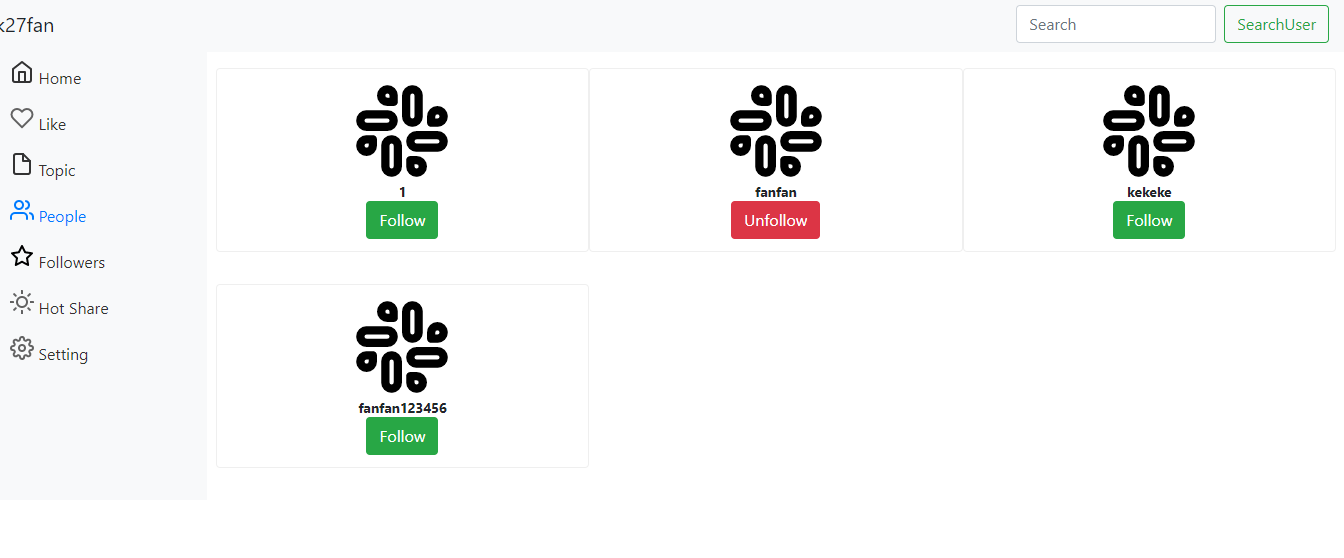 k27fan
Search
SearchUser
Home
Like
Topic
People
Followers
Hot Share
Setting
1
Follow
fanfan
Unfollow
kekeke
Follow
fanfan123456
Follow